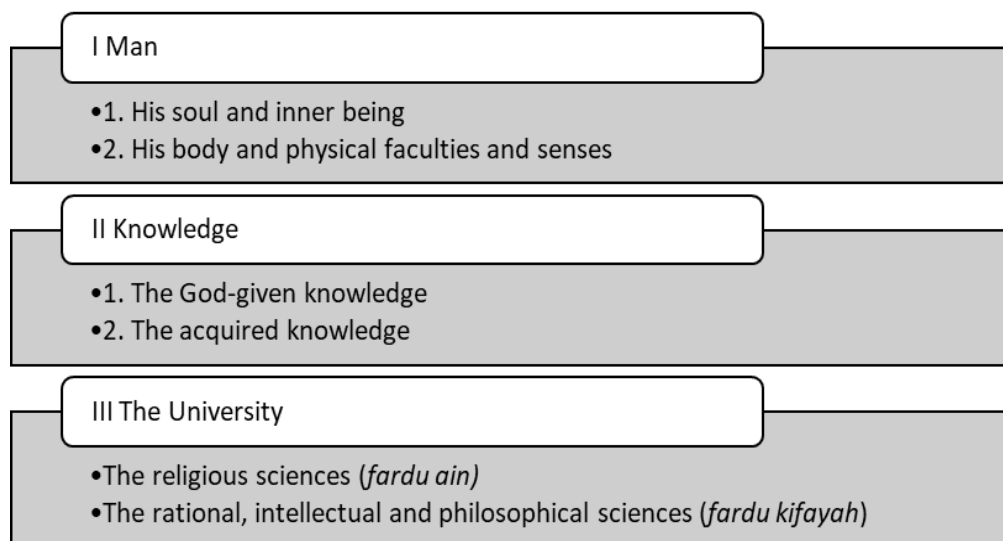 I Man
•1. His soul and inner being
•2. His body and physical faculties and senses
II Knowledge
•1. The God-given knowledge
•2. The acquired knowledge
III The University
•The religious sciences (fardu ain)
•The rational, intellectual and philosophical sciences (fardu kifayah)